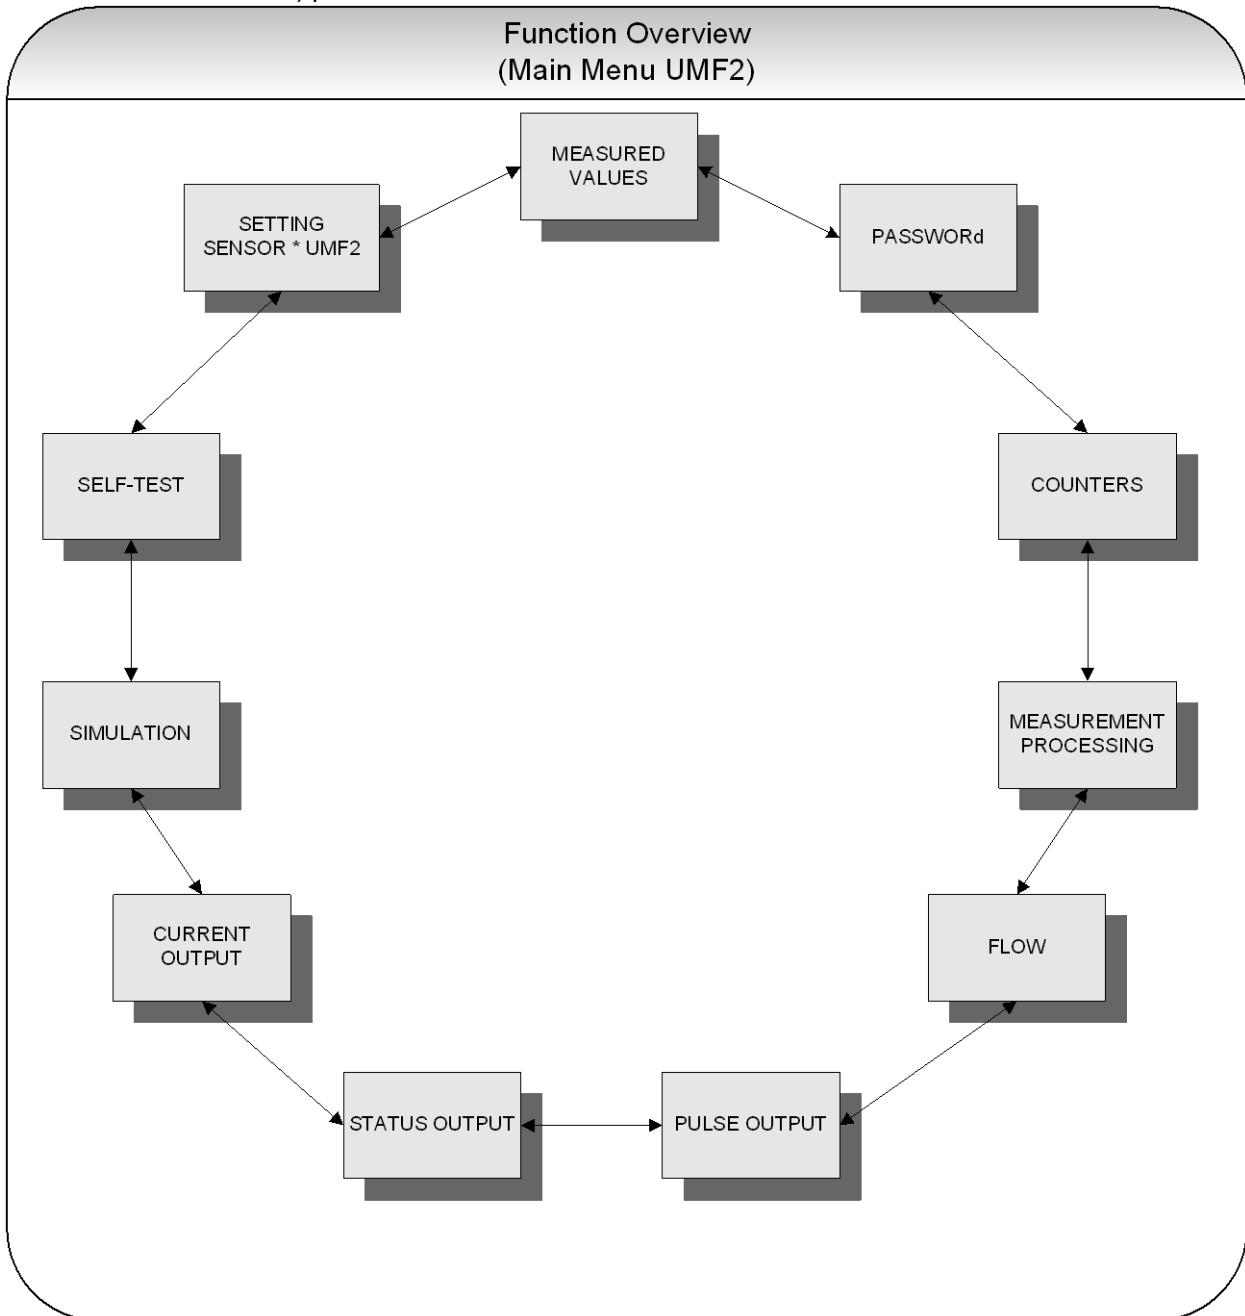 Function Overview
(Main Menu UMF2)
MEASURED
VALUES
SETTING
SENSOR * UMF2
PASSWORd
SELF-TEST
COUNTERS
SIMULATION
MEASUREMENT
PROCESSING
CURRENT
OUTPUT
FLOW
STATUS OUTPUT
PULSE OUTPUT